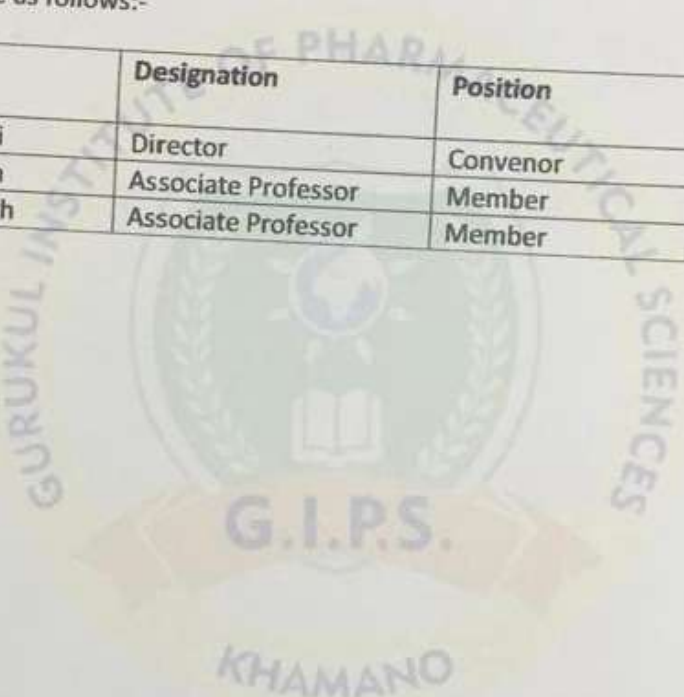 as follows:-
Designation Position
i Director Convenor
Associate Professor Member
h Associate Professor Member
GURUKUL INSTITUTE OF PHARMACEUTICAL SCIENCES
G.I.P.S.
KHAMANO